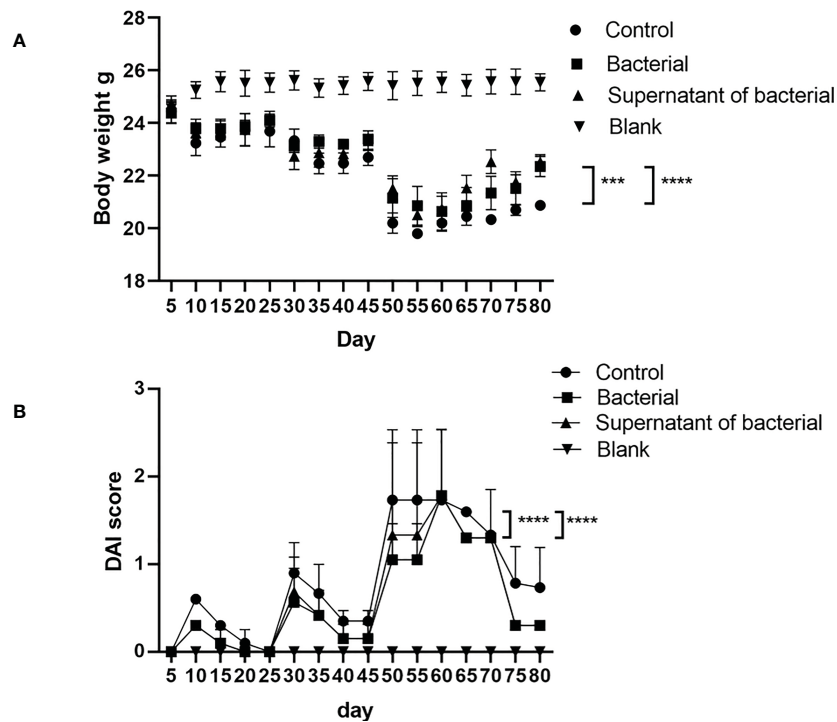 A
Body weight g
28
26
24
22
20
18
5 10 15 20 25 30 35 40 45 50 55 60 65 70 75 80
Day
Control
Bacterial
Supernatant of bacterial
Blank
*** ****
B
DAI score
3
2
1
0
5 10 15 20 25 30 35 40 45 50 55 60 65 70 75 80
day
Control
Bacterial
Supernatant of bacterial
Blank
**** ****